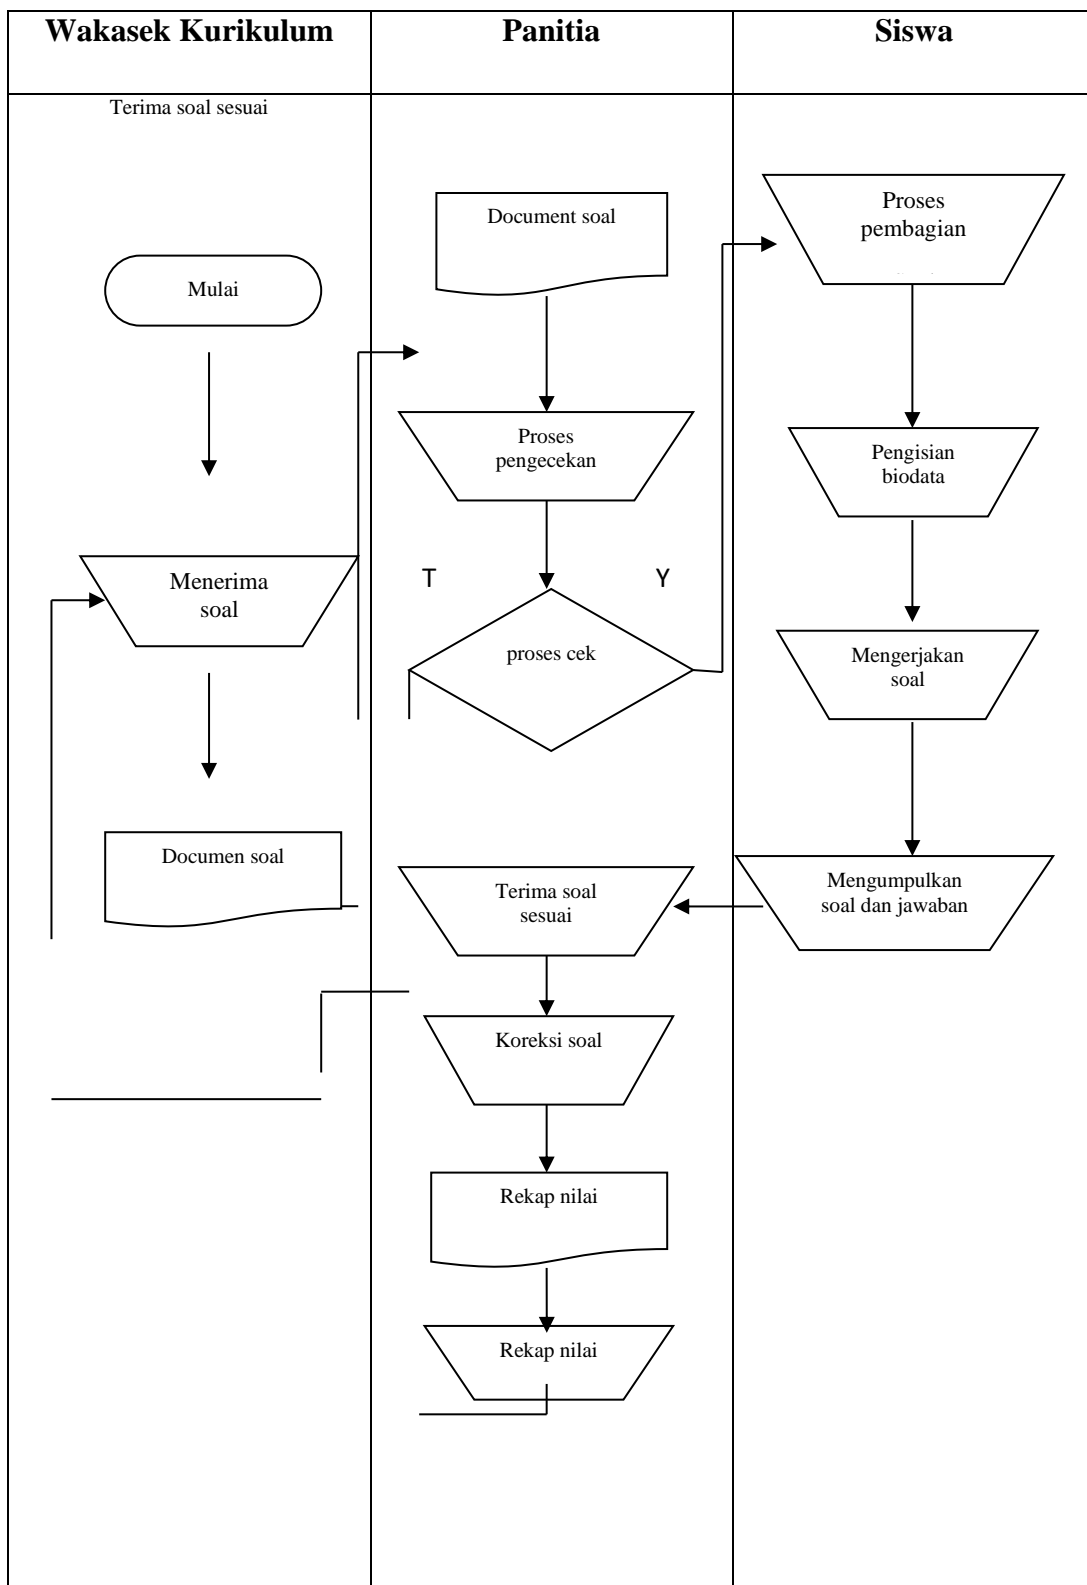 Wakasek Kurikulum
Panitia
Siswa
Terima soal sesuai
Mulai
Menerima
soal
Documen soal
Document soal
Proses
pengecekan
T
Y
proses cek
Terima soal
sesuai
Koreksi soal
Rekap nilai
Rekap nilai
Proses
pembagian
Pengisian
biodata
Mengerjakan
soal
Mengumpulkan
soal dan jawaban